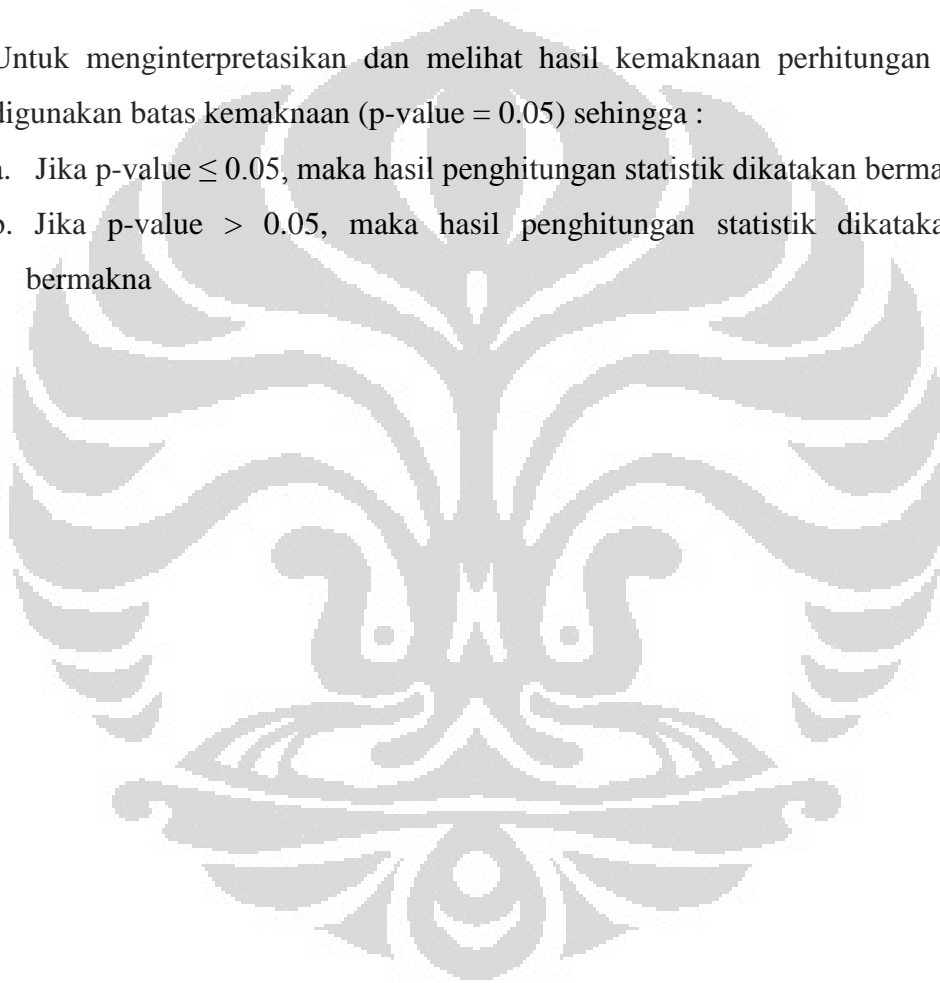 Untuk menginterpretasikan dan melihat hasil kemaknaan perhitungan
digunakan batas kemaknaan (p-value = 0.05) sehingga :
a. Jika p-value ≤ 0.05, maka hasil penghitungan statistik dikatakan berma
b. Jika p-value > 0.05, maka hasil penghitungan statistik dikataka
bermakna